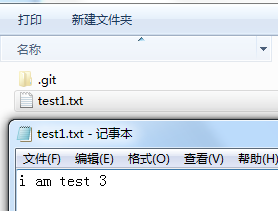 打印 新建文件夹
名称
.git
test1.txt
test1.txt - 记事本
文件(F) 编辑(E) 格式(O) 查看(V) 帮助(H)
i am test 3